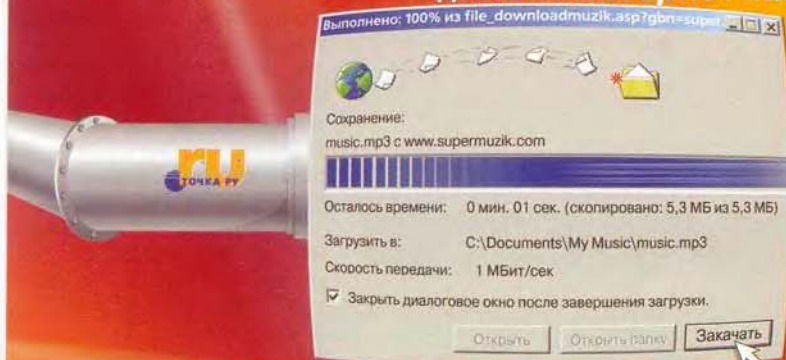 Выполнено: 100% из file_downloadmuzik.asp?gbn=super
Сохранение:
music.mp3 с www.supermuzik.com
ru
ТОЧКА РУ
Осталось времени: 0 мин. 01 сек. (скопировано: 5,3 МБ из 5,3 МБ)
Загрузить в: C:\Documents\My Music\music.mp3
Скорость передачи: 1 МБит/сек
Закрыть диалоговое окно после завершения загрузки.
Открыть Открыть папку Закачать